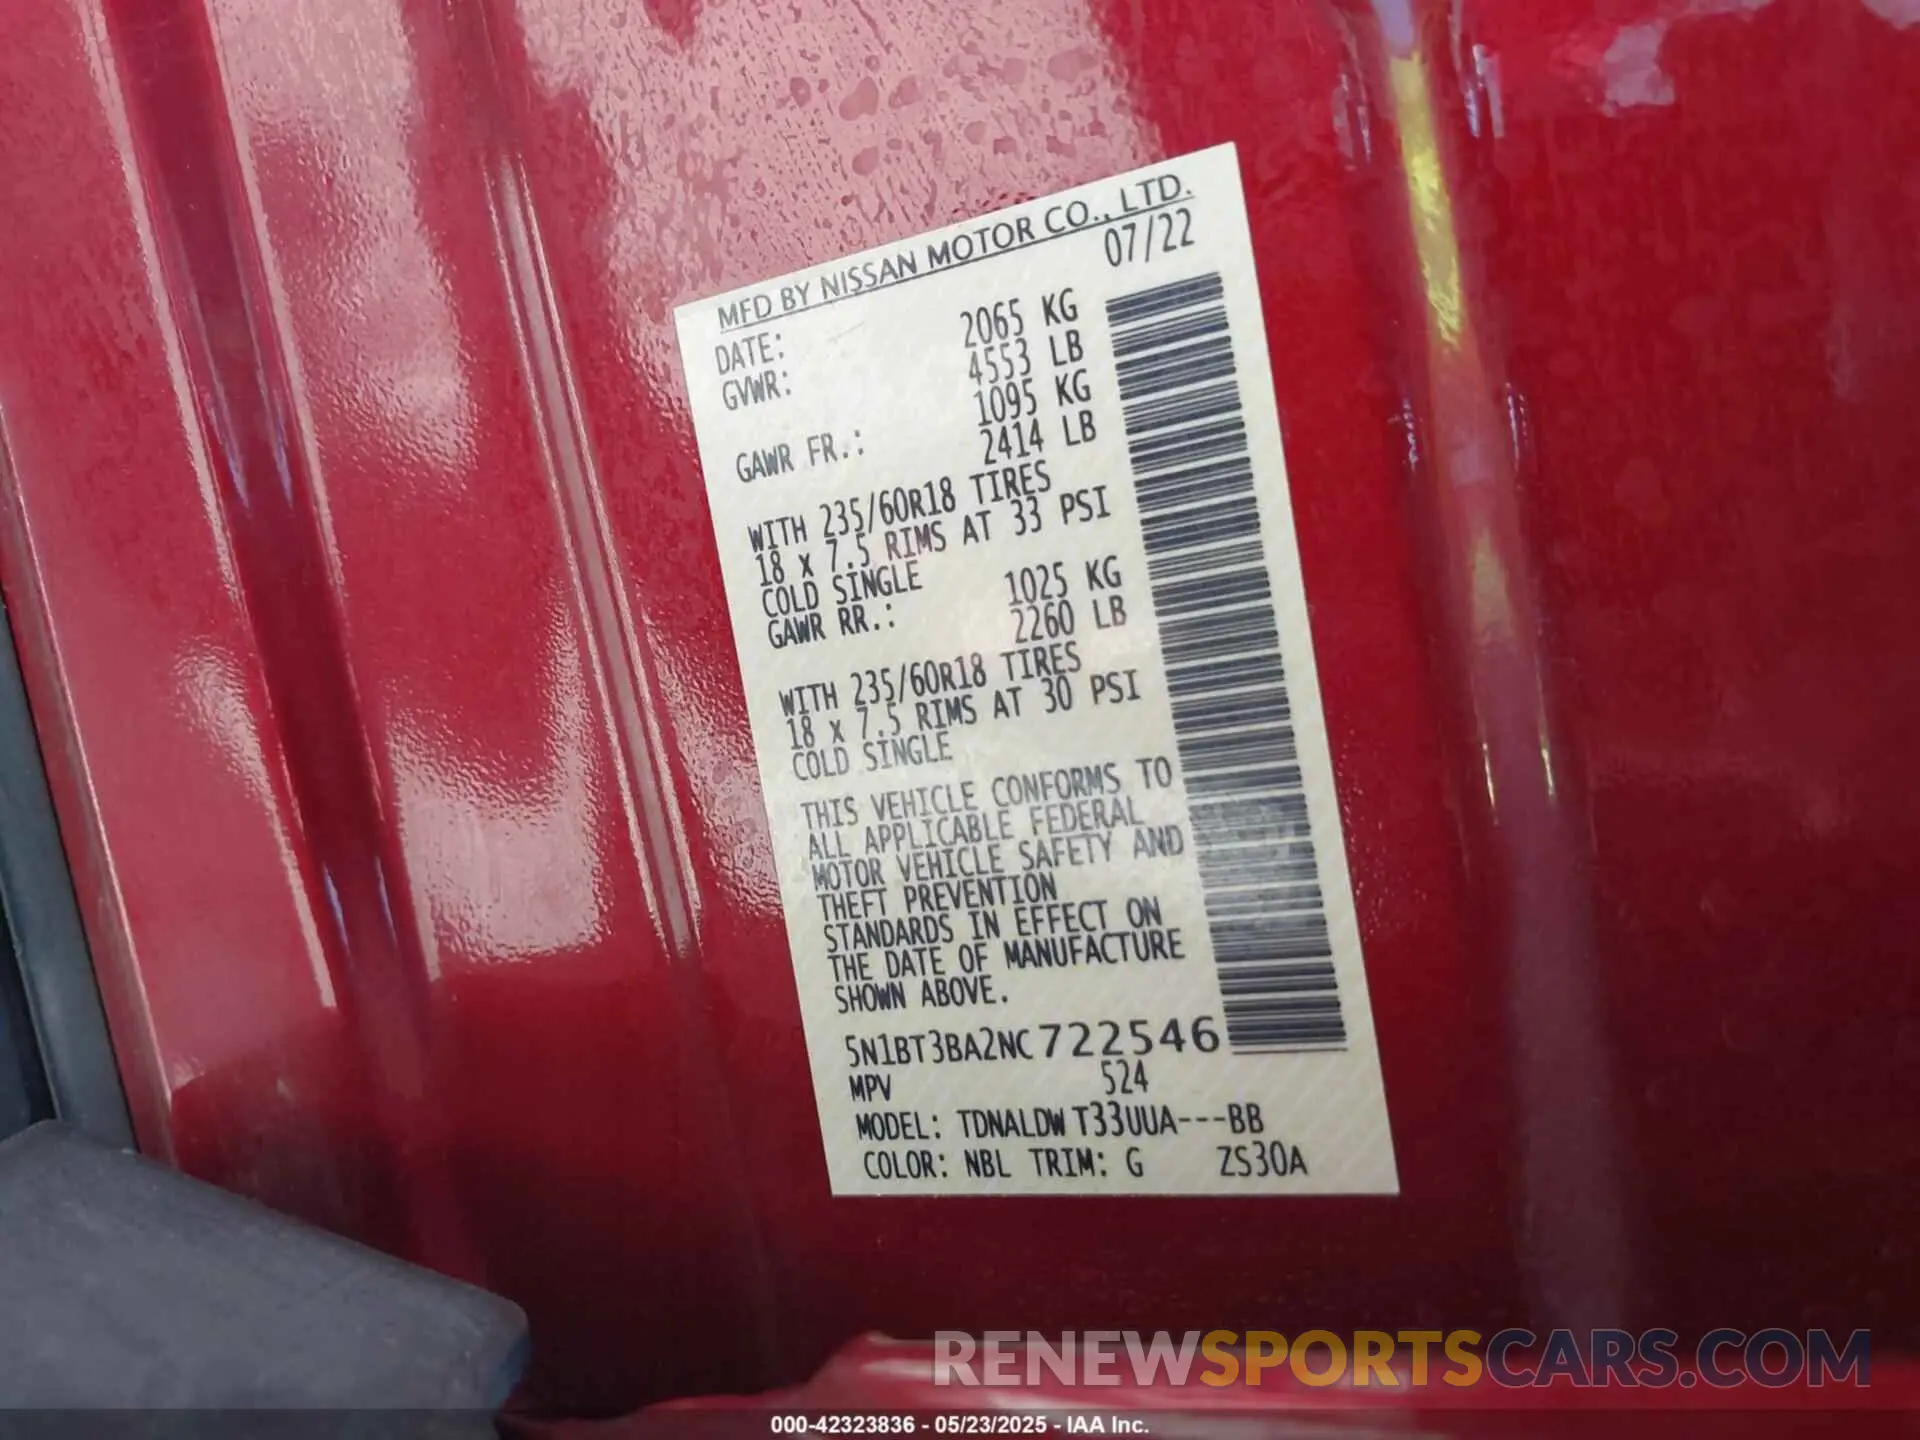 MFD BY NISSAN MOTOR CO., LTD.
DATE: 07/22
GVWR: 2065 KG
4553 LB
GAWR FR.: 1095 KG
2414 LB
WITH 235/60R18 TIRES
18 X 7.5 RIMS AT 33 PSI
COLD SINGLE
GAWR RR.: 1025 KG
2260 LB
WITH 235/60R18 TIRES
18 X 7.5 RIMS AT 30 PSI
COLD SINGLE
THIS VEHICLE CONFORMS TO
ALL APPLICABLE FEDERAL
MOTOR VEHICLE SAFETY AND
THEFT PREVENTION
STANDARDS IN EFFECT ON
THE DATE OF MANUFACTURE
SHOWN ABOVE.
5N1BT3BA2NC722546
MPV 524
MODEL: TDNALDW T33UUA---BB
COLOR: NBL TRIM: G ZS30A
RENEWSPORTSCARS.COM
000-42323836 - 05/23/2025 - IAA Inc.